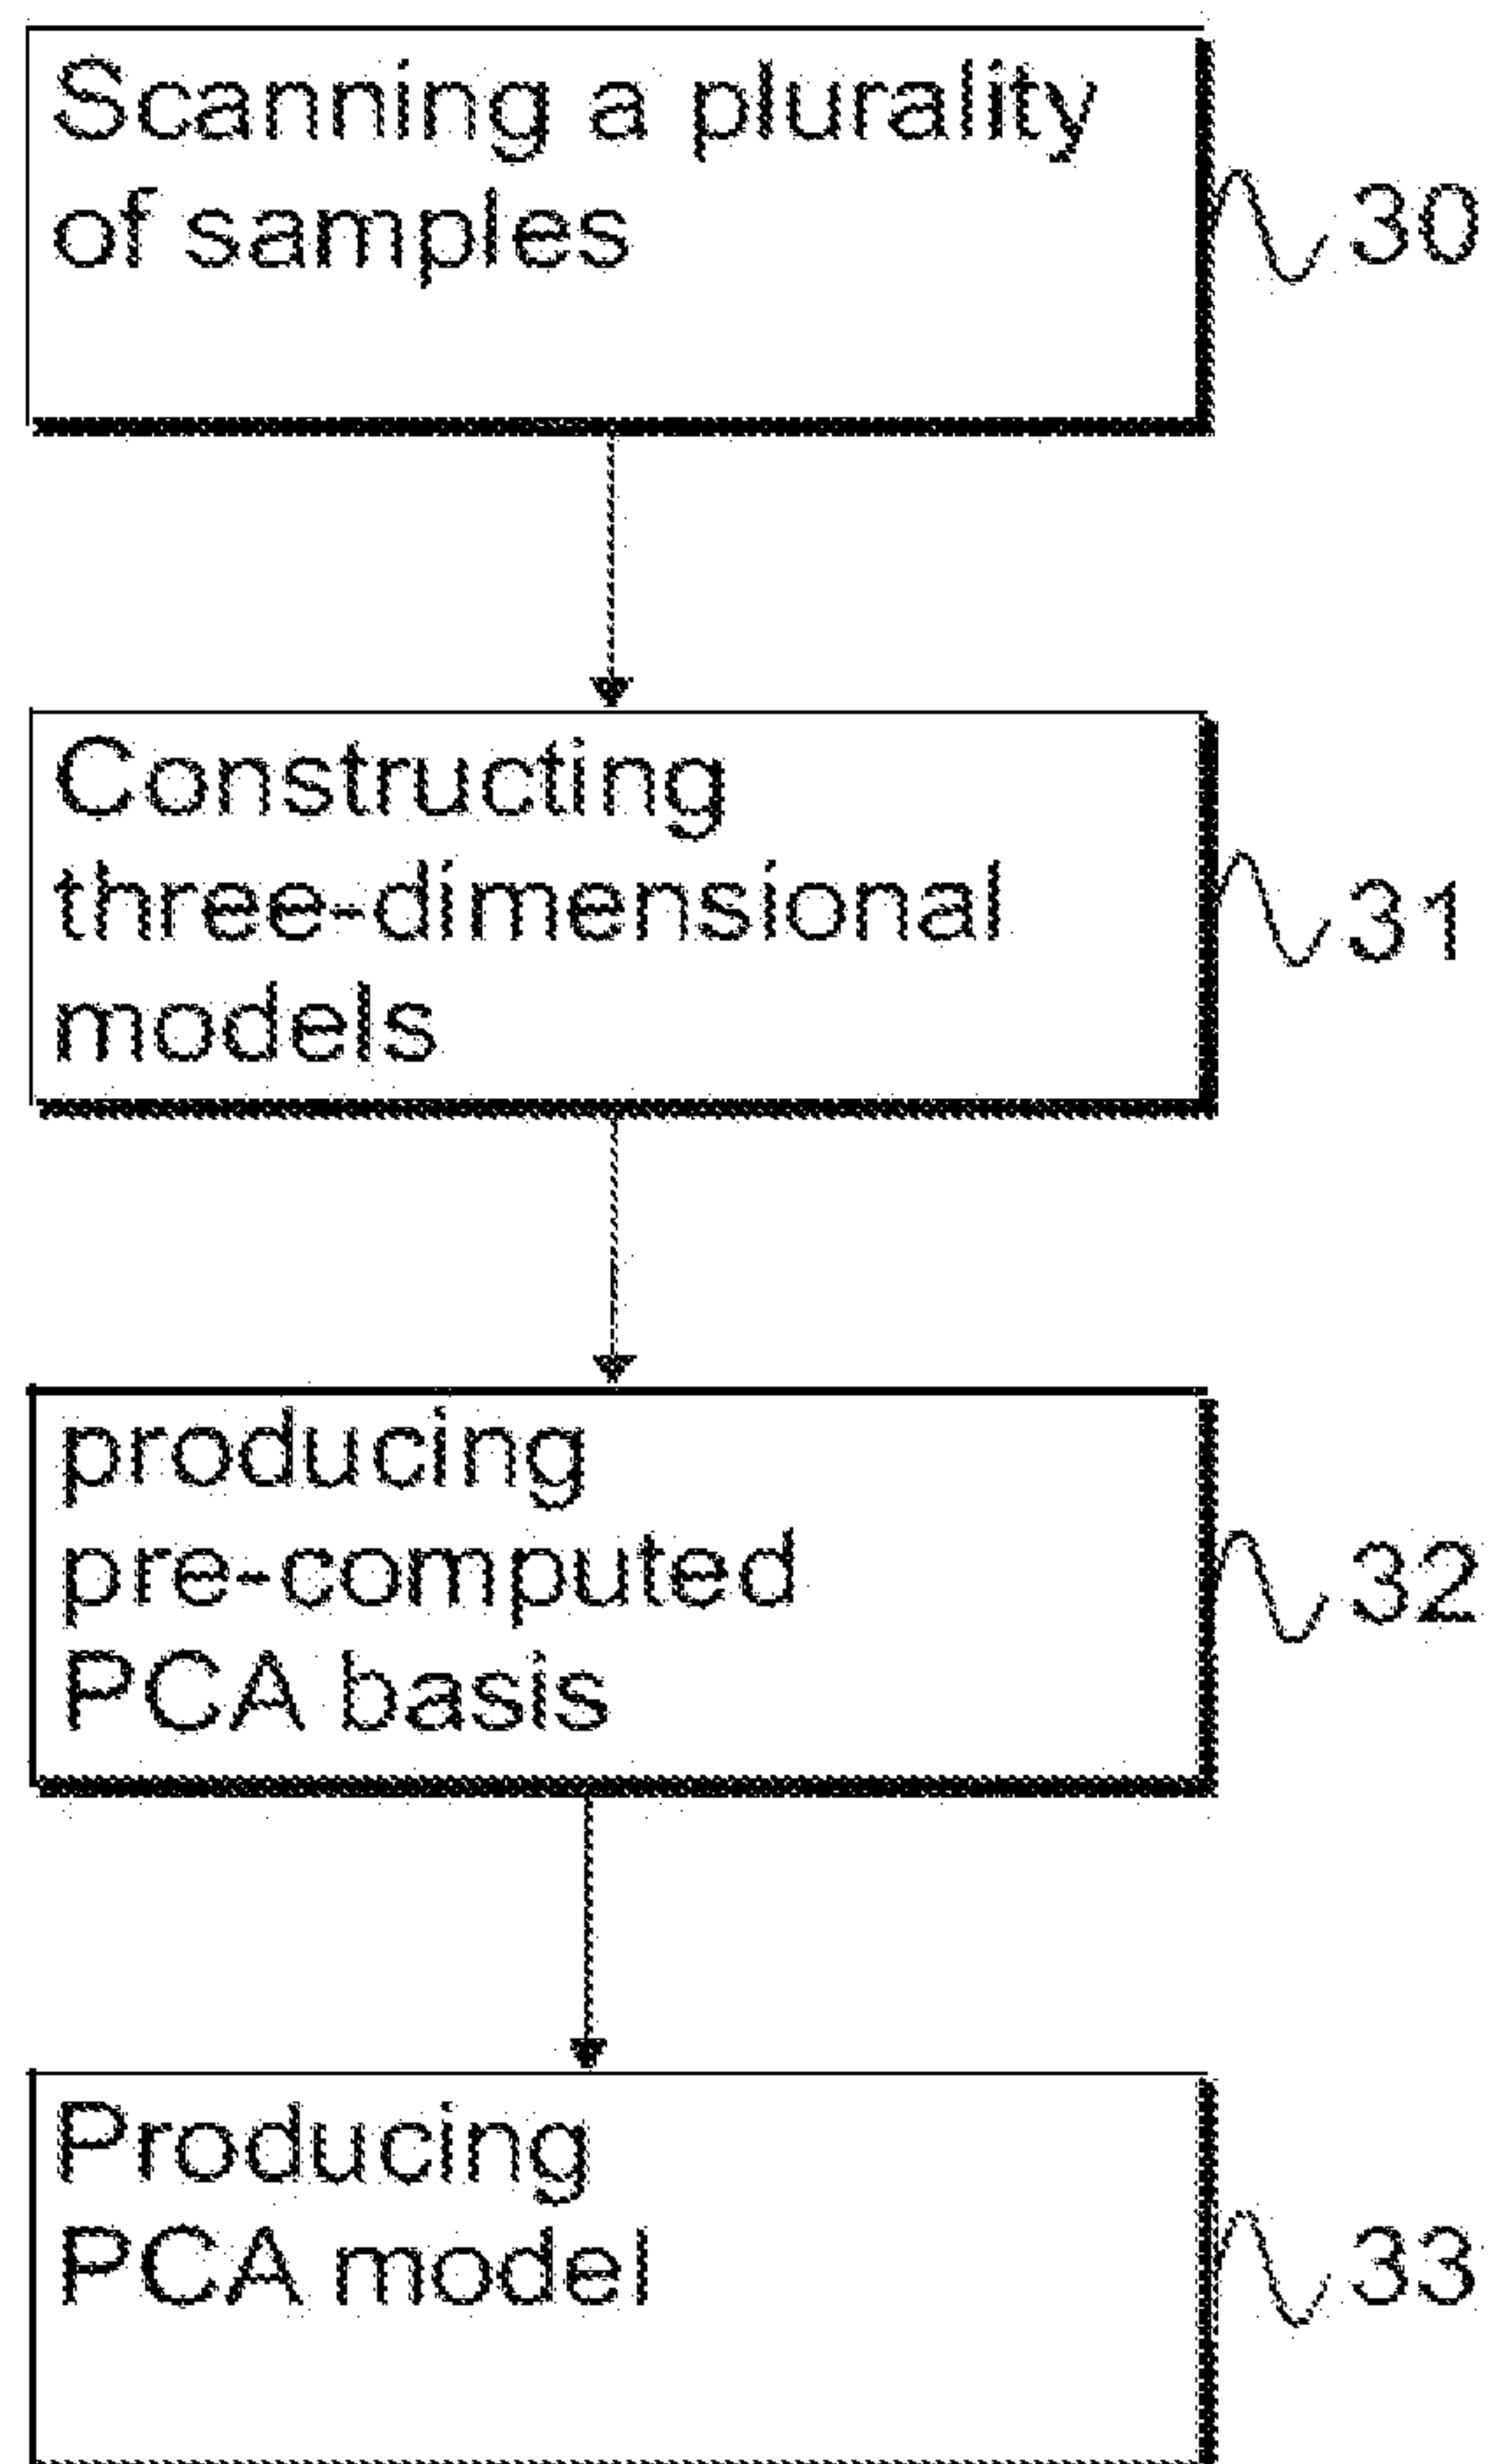 Scanning a plurality
of samples
30
Constructing
three-dimensional
models
31
producing
pre-computed
PCA basis
32
Producing
PCA model
33